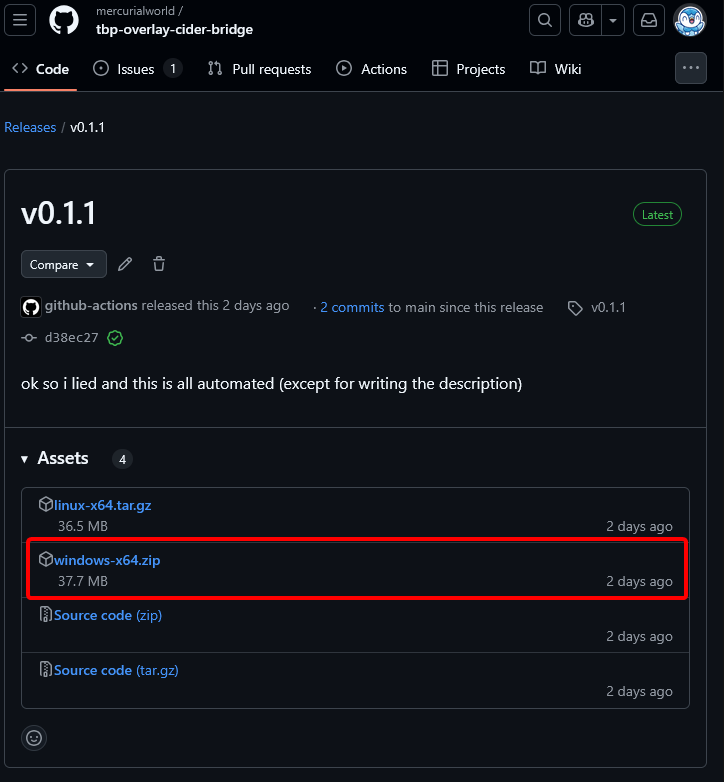 mercurialworld /
tbp-overlay-cider-bridge
Code
Issues 1
Pull requests
Actions
Projects
Wiki
Releases / v0.1.1
v0.1.1
Latest
Compare
github-actions released this 2 days ago
· 2 commits to main since this release
v0.1.1
d38ec27
ok so i lied and this is all automated (except for writing the description)
Assets 4
linux-x64.tar.gz
36.5 MB 2 days ago
windows-x64.zip
37.7 MB 2 days ago
Source code (zip)
2 days ago
Source code (tar.gz)
2 days ago